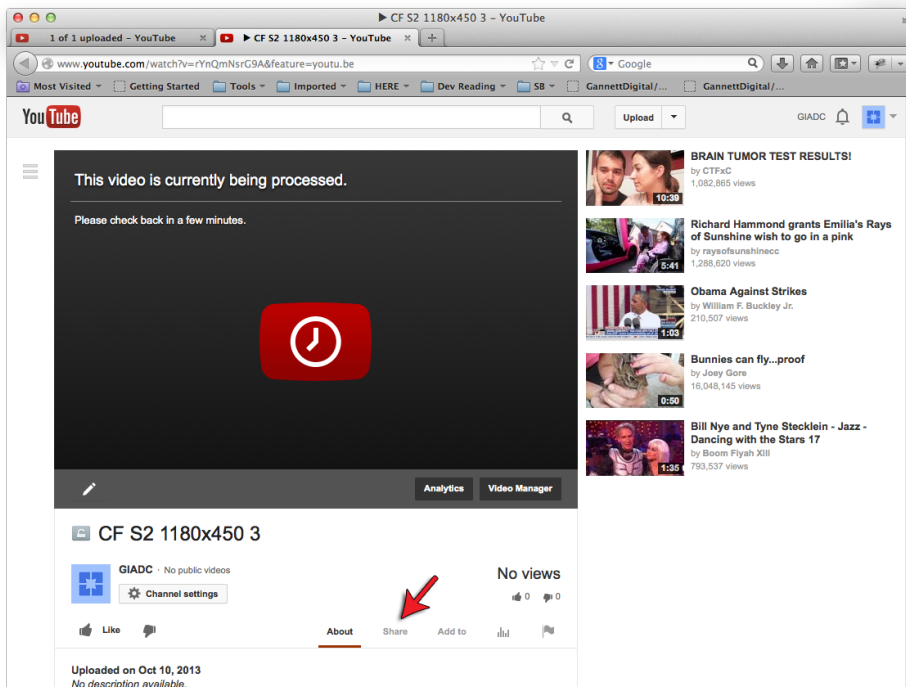 ▶ CF S2 1180x450 3 - YouTube
1 of 1 uploaded - YouTube × ▶ CF S2 1180x450 3 - YouTube × +
www.youtube.com/watch?v=rYnQmNsrG9A&feature=youtu.be Google
Most Visited Getting Started Tools Imported HERE Dev Reading SB GannettDigital/... GannettDigital/...
YouTube Upload GIADC
This video is currently being processed.
Please check back in a few minutes.
Analytics Video Manager
CF S2 1180x450 3
GIADC · No public videos
Channel settings
No views
0 0
Like
About Share Add to
Uploaded on Oct 10, 2013
No description available.
BRAIN TUMOR TEST RESULTS!
by CTFxC
1,082,865 views
10:39
Richard Hammond grants Emilia's Rays
of Sunshine wish to go in a pink
by raysofsunshinecc
1,288,620 views
5:41
Obama Against Strikes
by William F. Buckley Jr.
210,507 views
1:03
Bunnies can fly...proof
by Joey Gore
16,048,145 views
0:50
Bill Nye and Tyne Stecklein - Jazz -
Dancing with the Stars 17
by Boom Fiyah XIII
793,537 views
1:35